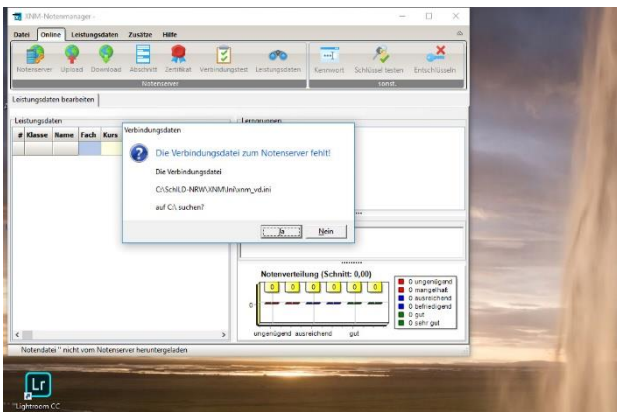 XNM-Notenmanager -
Datei Online Leistungsdaten Zusätze Hilfe
Notenserver Upload Download Abschnitt Zertifikat Verbindungstest Leistungsdaten Kennwort Schlüssel testen Entschlüsseln
Notenserver sonst.
Leistungsdaten bearbeiten
Leistungsdaten Lerngruppen
# Klasse Name Fach Kurs
Verbindungsdaten
Die Verbindungsdatei zum Notenserver fehlt!
Die Verbindungsdatei
C:\SchILD-NRW\XNM\Ini\xnm_vd.ini
auf C:\ suchen?
Ja Nein
Notenverteilung (Schnitt: 0,00)
0 0 0 0 0 0
0
ungenügend ausreichend gut
0 ungenügend
0 mangelhaft
0 ausreichend
0 befriedigend
0 gut
0 sehr gut
Notendatei '' nicht vom Notenserver heruntergeladen
Lr
Lightroom CC